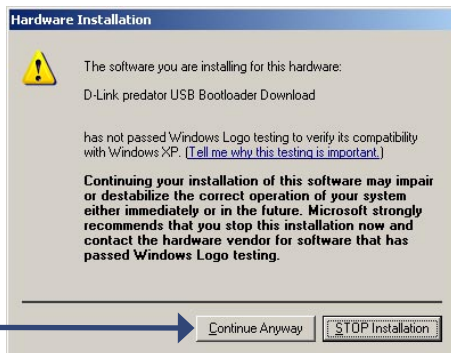 Hardware Installation
The software you are installing for this hardware:
D-Link predator USB Bootloader Download
has not passed Windows Logo testing to verify its compatibility
with Windows XP. (Tell me why this testing is important.)
Continuing your installation of this software may impair
or destabilize the correct operation of your system
either immediately or in the future. Microsoft strongly
recommends that you stop this installation now and
contact the hardware vendor for software that has
passed Windows Logo testing.
Continue Anyway
STOP Installation